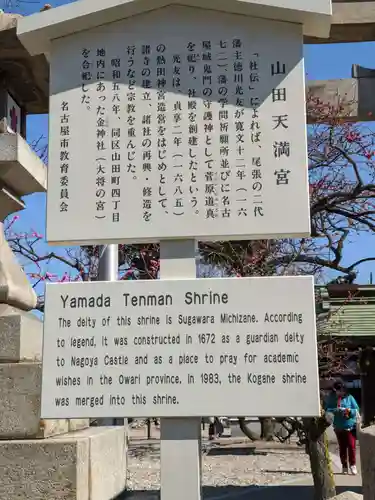 山田天満宮
「社伝」によれば、尾張の二代
藩主徳川光友が寛文十二年（一六
七二）藩の学問祈願所並びに名古
屋城鬼門の守護神として菅原道真
を祀り、創建したという。
光友は、貞享二年（一六八五）
の熱田神宮造営をはじめとし、
諸寺の建立、諸社の再興・修造を
行うなど宗教を重んじた。
昭和五八年、同区山田町四丁目
地内にあった金神社（大将の宮）
を合祀した。
名古屋市教育委員会
Yamada Tenman Shrine
The deity of this shrine is Sugawara Michizane. According
to legend, it was constructed in 1672 as a guardian deity
to Nagoya Castle and as a place to pray for academic
wishes in the Owari province. In 1983, the Kogane shrine
was merged into this shrine.